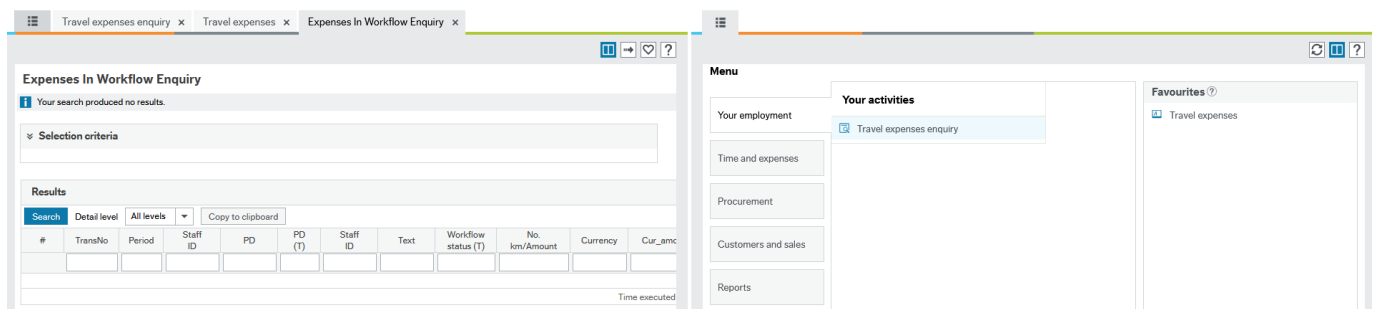 Travel expenses enquiry × Travel expenses × Expenses In Workflow Enquiry ×
?
Expenses In Workflow Enquiry
i Your search produced no results.
Selection criteria
Results
Search Detail level All levels Copy to clipboard
# TransNo Period Staff ID PD PD (T) Staff ID Text Workflow status (T) No. km/Amount Currency Cur_amo
Time executed
?
Menu
Your employment
Time and expenses
Procurement
Customers and sales
Reports
Your activities
Travel expenses enquiry
Favourites ?
Travel expenses